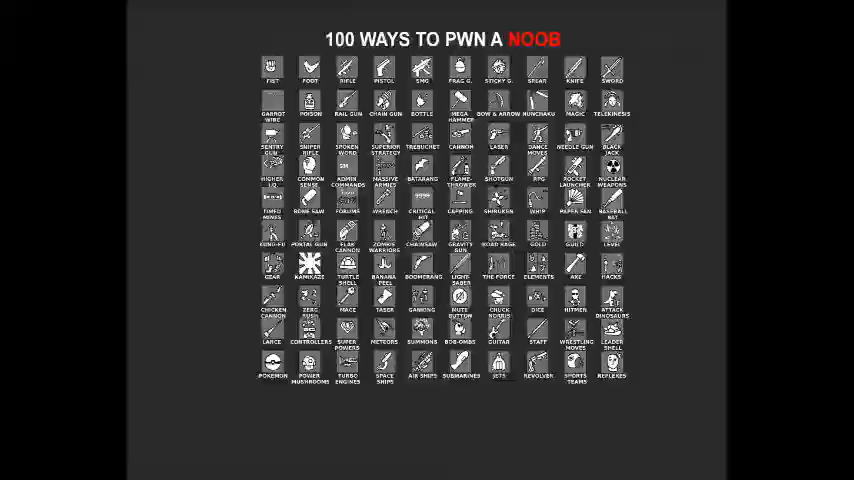 100 WAYS TO PWN A NOOB
FIST FOOT RIFLE PISTOL SMG FRAG G. STICKY G. SPEAR KNIFE SWORD
GARROT WIRE POISON RAIL GUN CHAIN GUN BOTTLE MEGA HAMMER BOW & ARROW NUNCHAKU MAGIC TELEKINESIS
SENTRY GUN SNIPER RIFLE SPOKEN WORD SUPERIOR STRATEGY TREBUCHET CANNON LASER DANCE MOVES NEEDLE GUN BLACK JACK
HIGHER I.Q. COMMON SENSE ADMIN COMMANDS MASSIVE ARMIES BATARANG FLAME-THROWER SHOTGUN RPG ROCKET LAUNCHER NUCLEAR WEAPONS
TIMED MINES BONE SAW FORUMS WRENCH CRITICAL HIT CAPPING SHURIKEN WHIP PAPER FAN BASEBALL BAT
KUNG-FU PORTAL GUN FLAK CANNON ZOMBIE WARRIORS CHAINSAW GRAVITY GUN ROAD RAGE GOLD GUILD LEVEL
GEAR KAMIKAZE TURTLE SHELL BANANA PEEL BOOMERANG LIGHT-SABER THE FORCE ELEMENTS AXE HACKS
CHICKEN CANNON ZERG RUSH MACE TASER GANKING MUTE BUTTON CHUCK NORRIS DICE HITMEN ATTACK DINOSAURS
LANCE CONTROLLERS SUPER POWERS METEORS SUMMONS BOB-OMBS GUITAR STAFF WRESTLING MOVES LEADER SHELL
POKEMON POWER MUSHROOMS TURBO ENGINES SPACE SHIPS AIR SHIPS SUBMARINES JETS REVOLVER SPORTS TEAMS REFLEXES